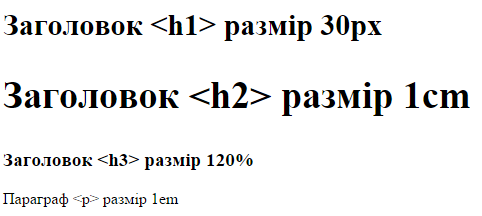 Заголовок <h1> размір 30px
Заголовок <h2> размір 1cm
Заголовок <h3> размір 120%
Параграф <p> размір 1em